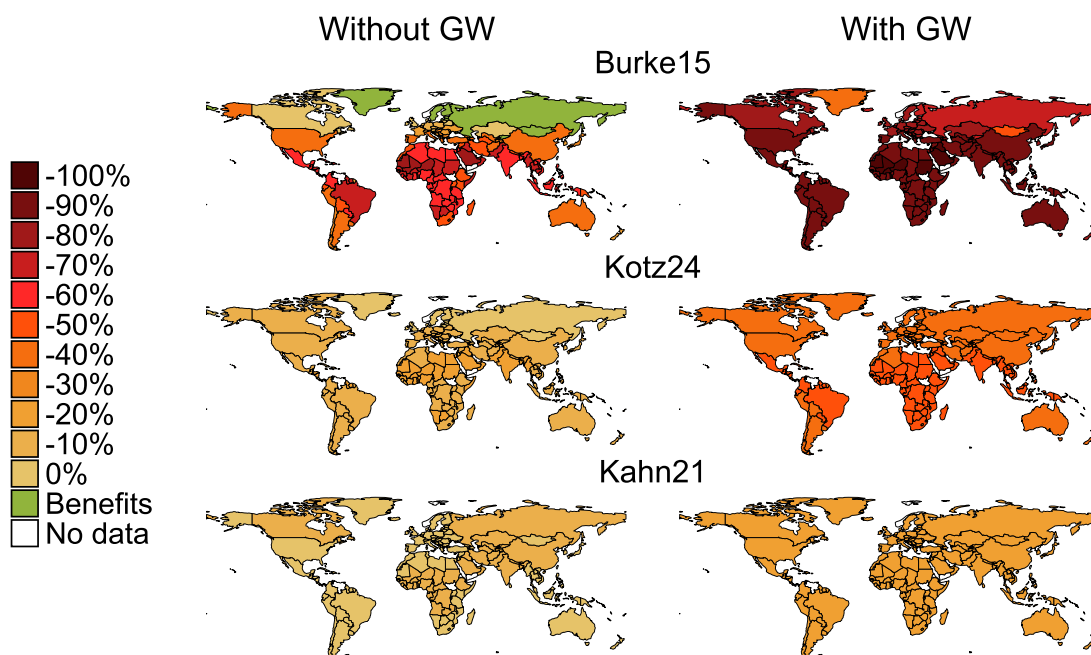 Without GW
With GW
Burke15
-100%
-90%
-80%
-70%
-60%
-50%
-40%
-30%
-20%
-10%
0%
Benefits
No data
Kotz24
Kahn21